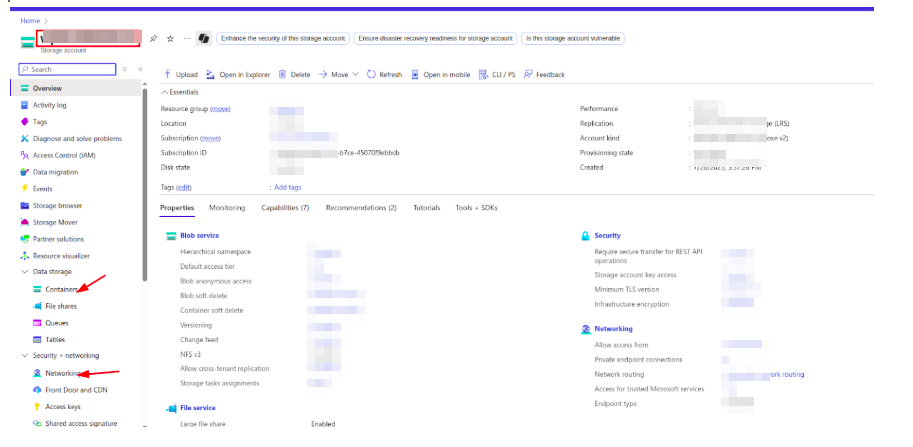 Home >
Storage account
Enhance the security of this storage account
Ensure disaster recovery readiness for storage account
Is this storage account vulnerable
Search
Upload
Open in Explorer
Delete
Move
Refresh
Open in mobile
CLI / PS
Feedback
Overview
Activity log
Tags
Diagnose and solve problems
Access Control (IAM)
Data migration
Events
Storage browser
Storage Mover
Partner solutions
Resource visualizer
Data storage
Containers
File shares
Queues
Tables
Security + networking
Networking
Front Door and CDN
Access keys
Shared access signature
Essentials
Resource group (move)
Location
Subscription (move)
Subscription ID
-b7ce-45070f9ebbcb
Disk state
Tags (edit)
: Add tags
Performance :
Replication : ge (LRS)
Account kind : ose v2)
Provisioning state :
Created :
Properties
Monitoring
Capabilities (7)
Recommendations (2)
Tutorials
Tools + SDKs
Blob service
Hierarchical namespace
Default access tier
Blob anonymous access
Blob soft delete
Container soft delete
Versioning
Change feed
NFS v3
Allow cross-tenant replication
Storage tasks assignments
File service
Large file share Enabled
Security
Require secure transfer for REST API
operations
Storage account key access
Minimum TLS version
Infrastructure encryption
Networking
Allow access from
Private endpoint connections
Network routing ork routing
Access for trusted Microsoft services
Endpoint type